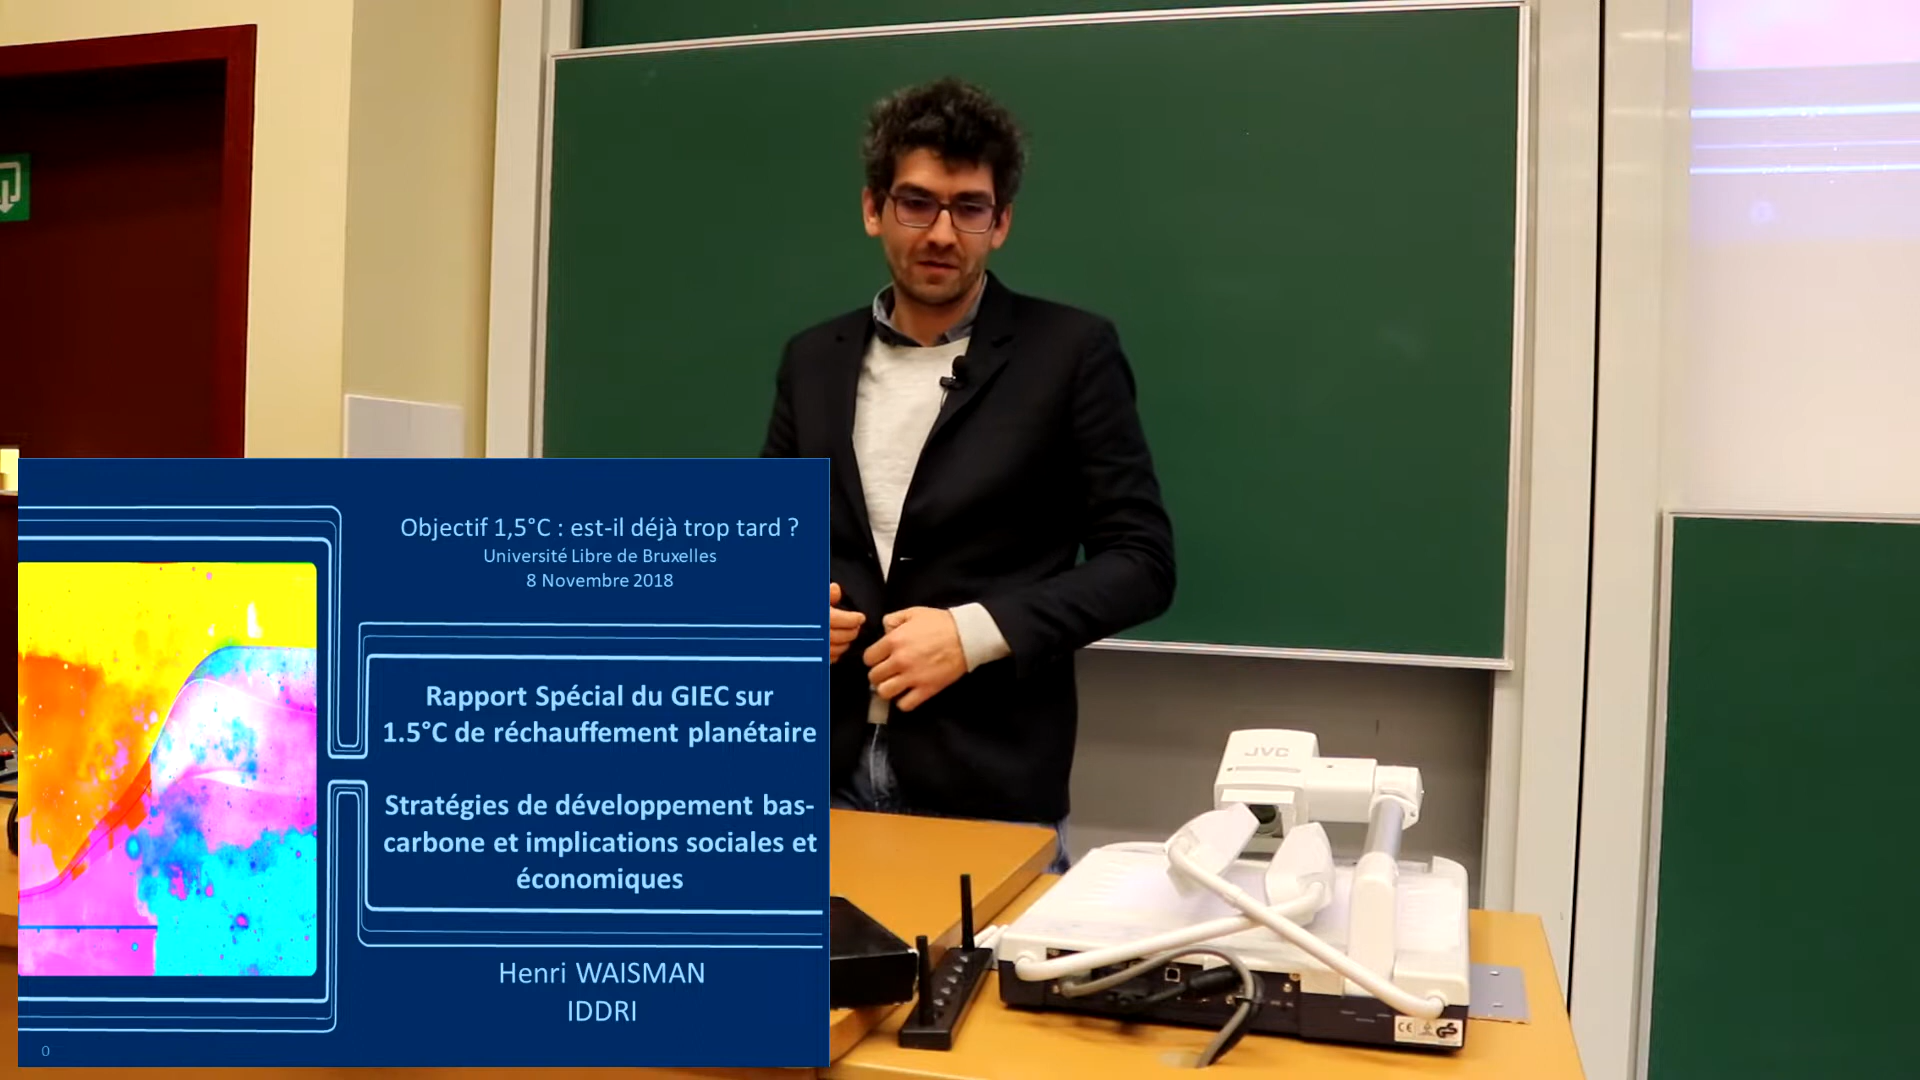 Objectif 1,5°C : est-il déjà trop tard ?
Université Libre de Bruxelles
8 Novembre 2018
Rapport Spécial du GIEC sur
1.5°C de réchauffement planétaire
Stratégies de développement bas-
carbone et implications sociales et
économiques
Henri WAISMAN
IDDRI
0
JVC
CE
GS